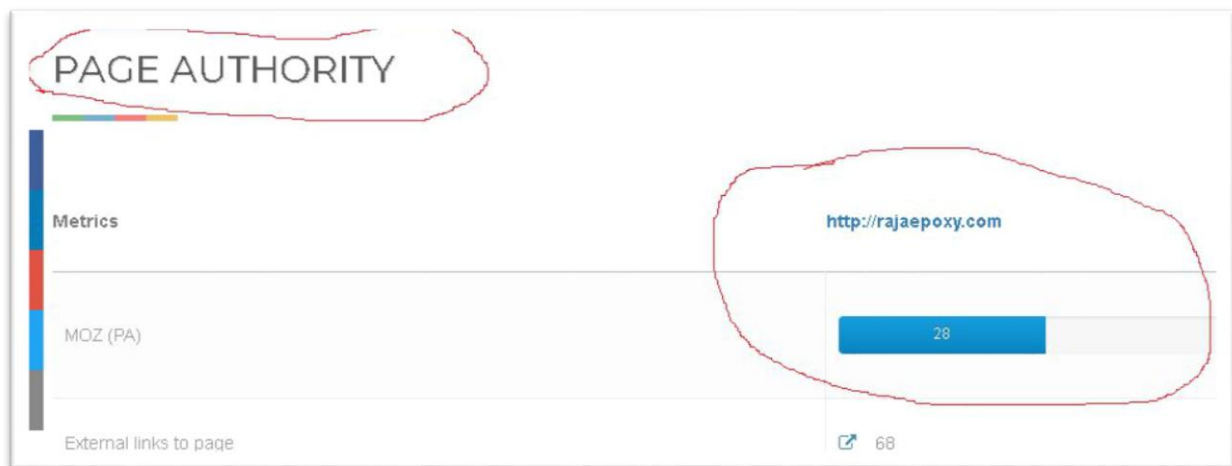 PAGE AUTHORITY
Metrics http://rajaepoxy.com
MOZ (PA) 28
External links to page 68